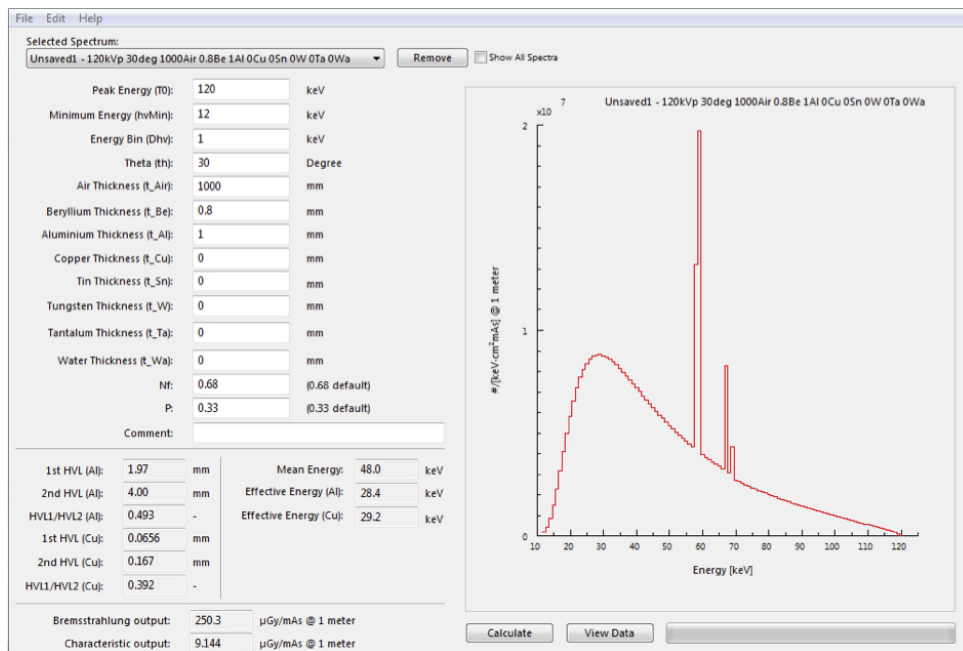 File Edit Help
Selected Spectrum:
Unsaved1 - 120kVp 30deg 1000Air 0.8Be 1Al 0Cu 0Sn 0W 0Ta 0Wa Remove Show All Spectra
Peak Energy (T0): 120 keV
Minimum Energy (hvMin): 12 keV
Energy Bin (Dhv): 1 keV
Theta (th): 30 Degree
Air Thickness (t_Air): 1000 mm
Beryllium Thickness (t_Be): 0.8 mm
Aluminium Thickness (t_Al): 1 mm
Copper Thickness (t_Cu): 0 mm
Tin Thickness (t_Sn): 0 mm
Tungsten Thickness (t_W): 0 mm
Tantalum Thickness (t_Ta): 0 mm
Water Thickness (t_Wa): 0 mm
Nf: 0.68 (0.68 default)
P: 0.33 (0.33 default)
Comment:
1st HVL (Al): 1.97 mm
2nd HVL (Al): 4.00 mm
HVL1/HVL2 (Al): 0.493 -
1st HVL (Cu): 0.0656
2nd HVL (Cu): 0.167 mm
HVL1/HVL2 (Cu): 0.392 -
Mean Energy: 48.0 keV
Effective Energy (Al): 28.4 keV
Effective Energy (Cu): 29.2 keV
Bremsstrahlung output: 250.3 µGy/mAs @ 1 meter
Characteristic output: 9.144 µGy/mAs @ 1 meter
x10 7
Unsaved1 - 120kVp 30deg 1000Air 0.8Be 1Al 0Cu 0Sn 0W 0Ta 0Wa
2
1
0
#/[keV-cm²mAs] @ 1 meter
10 20 30 40 50 60 70 80 90 100 110 120
Energy [keV]
Calculate View Data